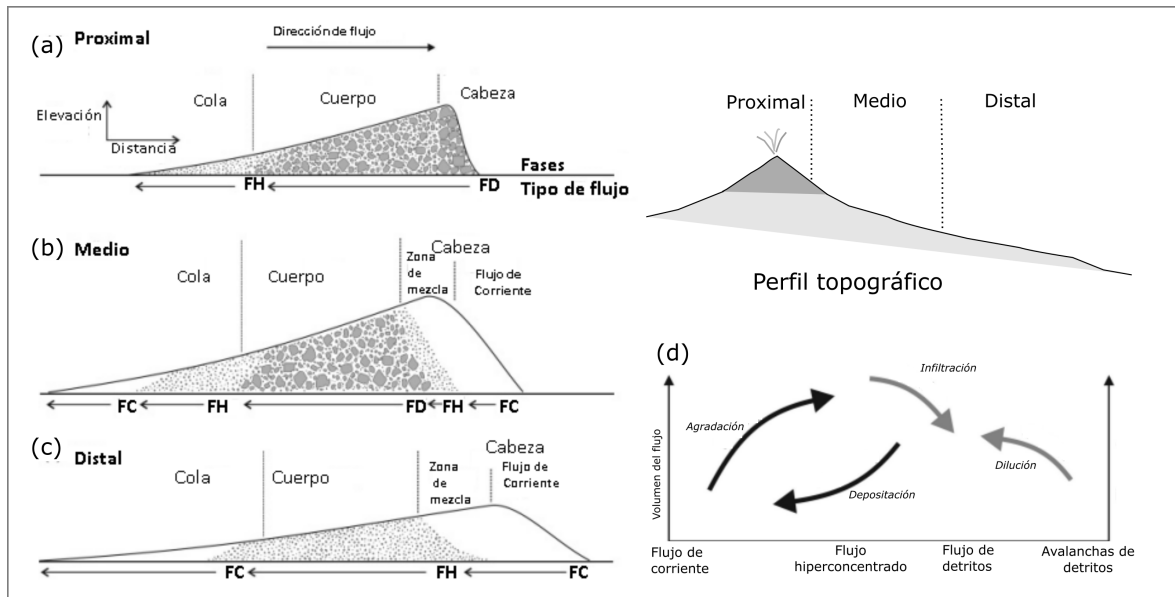 (a) Proximal
Dirección de flujo
Cola
Cuerpo
Cabeza
Elevación
Distancia
Fases
FH
FD
Tipo de flujo
(b) Medio
Cola
Cuerpo
Cabeza
Zona
de
mezcla
Flujo de
Corriente
FC
FH
FD
FH
FC
(c) Distal
Cola
Cuerpo
Cabeza
Zona
de
mezcla
Flujo de
Corriente
FC
FH
FC
Proximal
Medio
Distal
Perfil topográfico
(d)
Volumen del flujo
Agradación
Infiltración
Depositación
Dilución
Flujo de
corriente
Flujo
hiperconcentrado
Flujo de
detritos
Avalanchas de
detritos